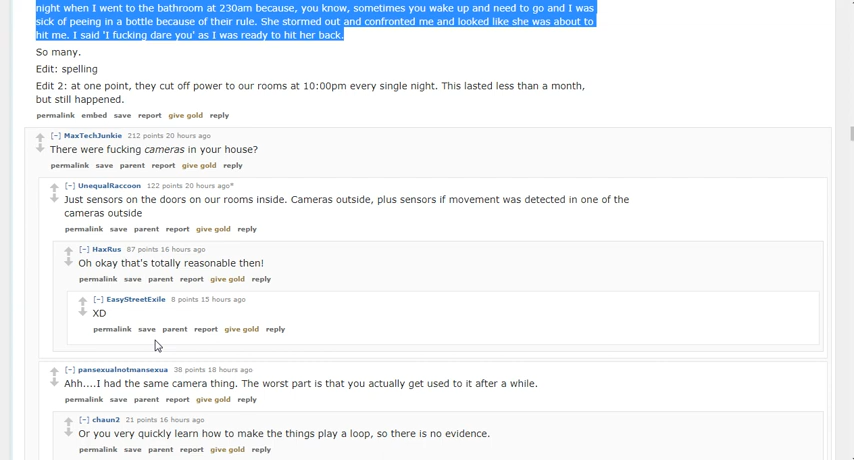 night when I went to the bathroom at 230am because, you know, sometimes you wake up and need to go and I was
sick of peeing in a bottle because of their rule. She stormed out and confronted me and looked like she was about to
hit me. I said 'I fucking dare you' as I was ready to hit her back.
So many.
Edit: spelling
Edit 2: at one point, they cut off power to our rooms at 10:00pm every single night. This lasted less than a month,
but still happened.
permalink embed save report give gold reply
[–] MaxTechJunkie 212 points 20 hours ago
There were fucking cameras in your house?
permalink save parent report give gold reply
[–] UnequalRaccoon 122 points 20 hours ago*
Just sensors on the doors on our rooms inside. Cameras outside, plus sensors if movement was detected in one of the
cameras outside
permalink save parent report give gold reply
[–] HaxRus 87 points 16 hours ago
Oh okay that's totally reasonable then!
permalink save parent report give gold reply
[–] EasyStreetExile 8 points 15 hours ago
XD
permalink save parent report give gold reply
[–] pansexualnotmansexua 38 points 18 hours ago
Ahh....I had the same camera thing. The worst part is that you actually get used to it after a while.
permalink save parent report give gold reply
[–] chaun2 21 points 16 hours ago
Or you very quickly learn how to make the things play a loop, so there is no evidence.
permalink save parent report give gold reply